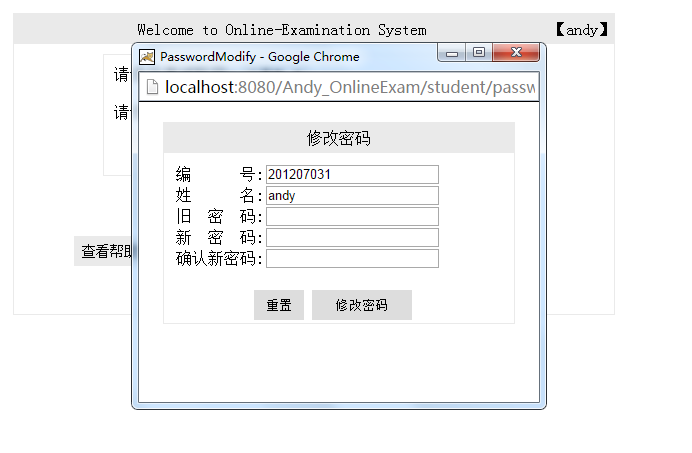 Welcome to Online-Examination System 【andy】
PasswordModify - Google Chrome
请
localhost:8080/Andy_OnlineExam/student/passw
请
修改密码
编 号: 201207031
姓 名: andy
旧 密 码:
新 密 码:
确认新密码:
查看帮助
重置 修改密码